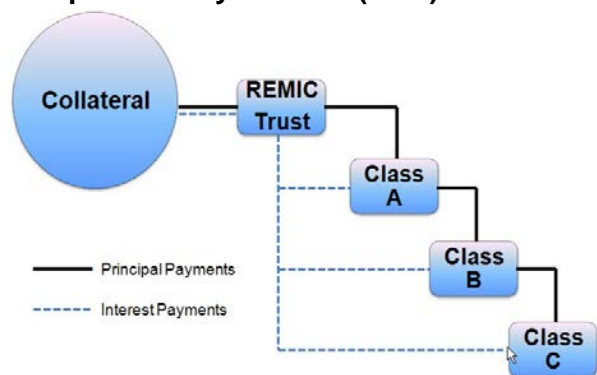 Collateral
REMIC
Trust
Class
A
Class
B
Class
C
Principal Payments
Interest Payments